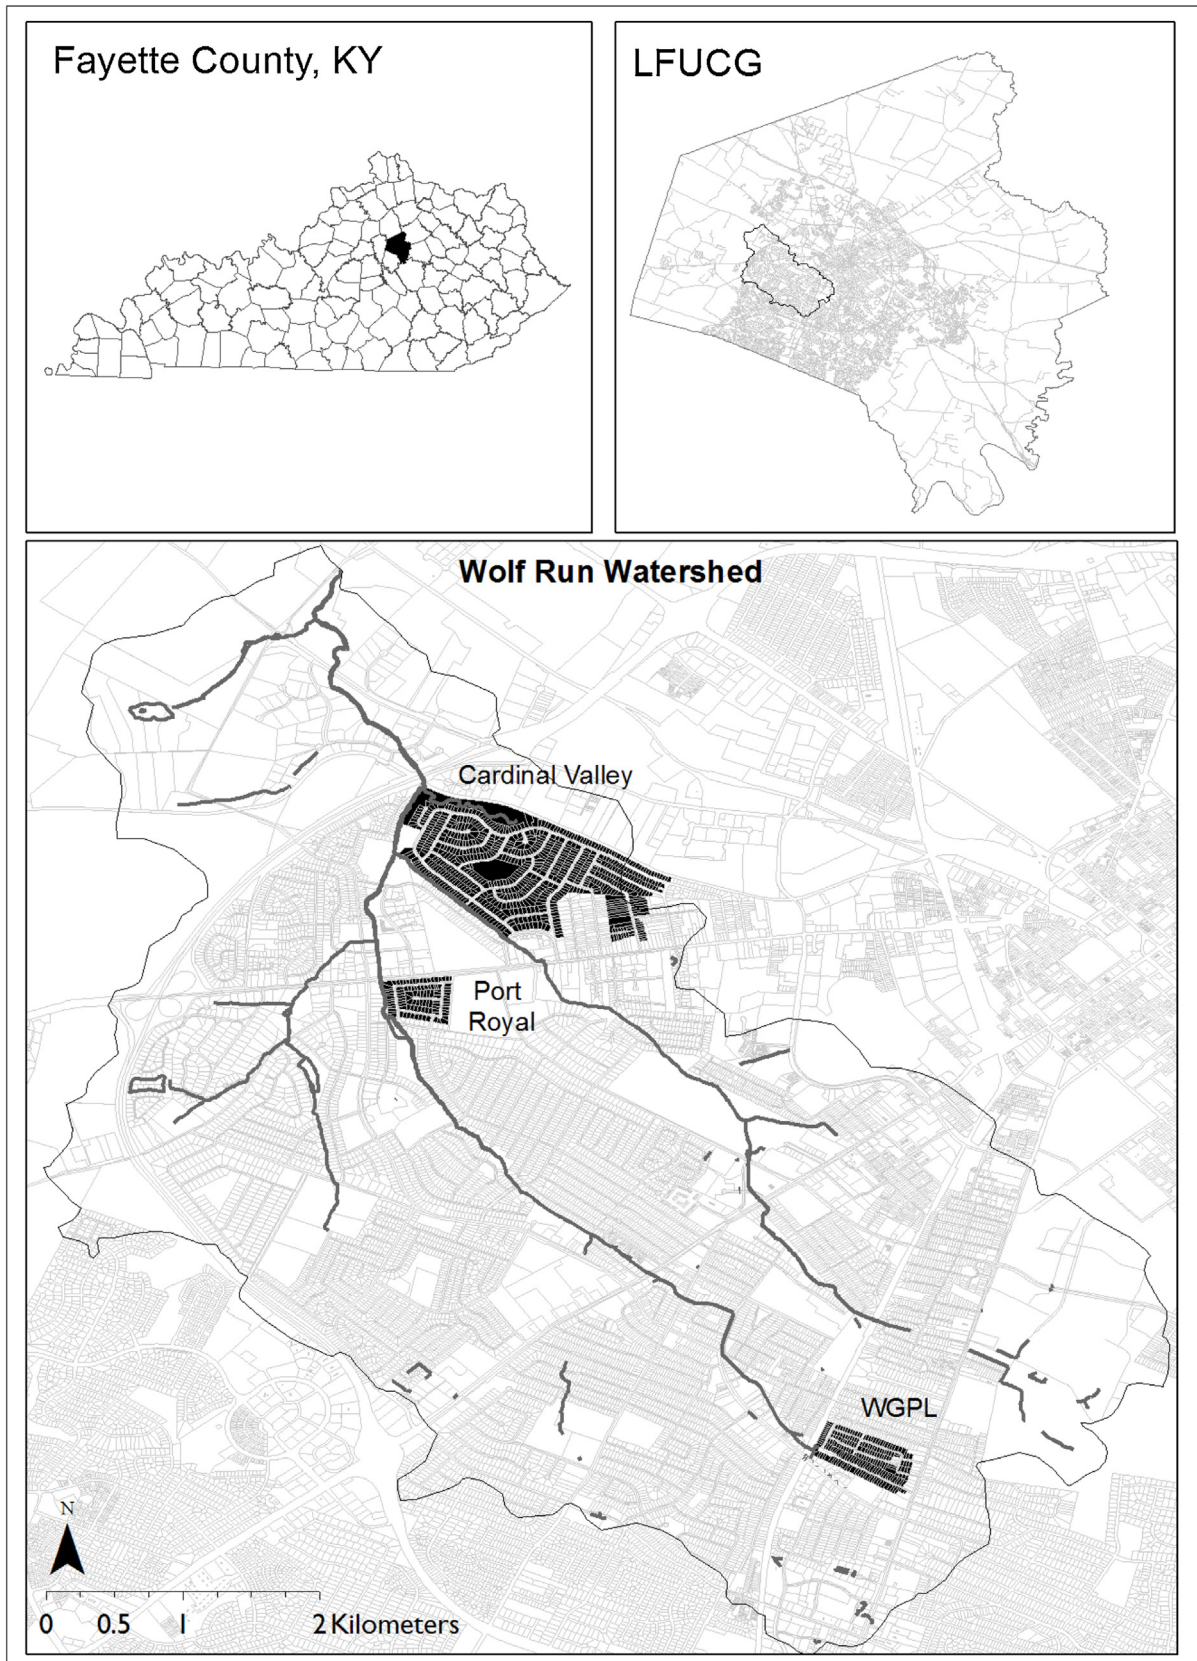 Fayette County, KY
LFUCG
Wolf Run Watershed
Cardinal Valley
Port
Royal
WGPL
N
0 0.5 1 2 Kilometers